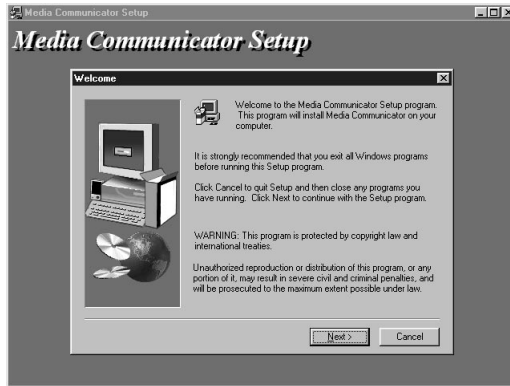 Media Communicator Setup
Media Communicator Setup
Welcome
Welcome to the Media Communicator Setup program.
This program will install Media Communicator on your
computer.
It is strongly recommended that you exit all Windows programs
before running this Setup program.
Click Cancel to quit Setup and then close any programs you
have running. Click Next to continue with the Setup program.
WARNING: This program is protected by copyright law and
international treaties.
Unauthorized reproduction or distribution of this program, or any
portion of it, may result in severe civil and criminal penalties, and
will be prosecuted to the maximum extent possible under law.
Next >
Cancel